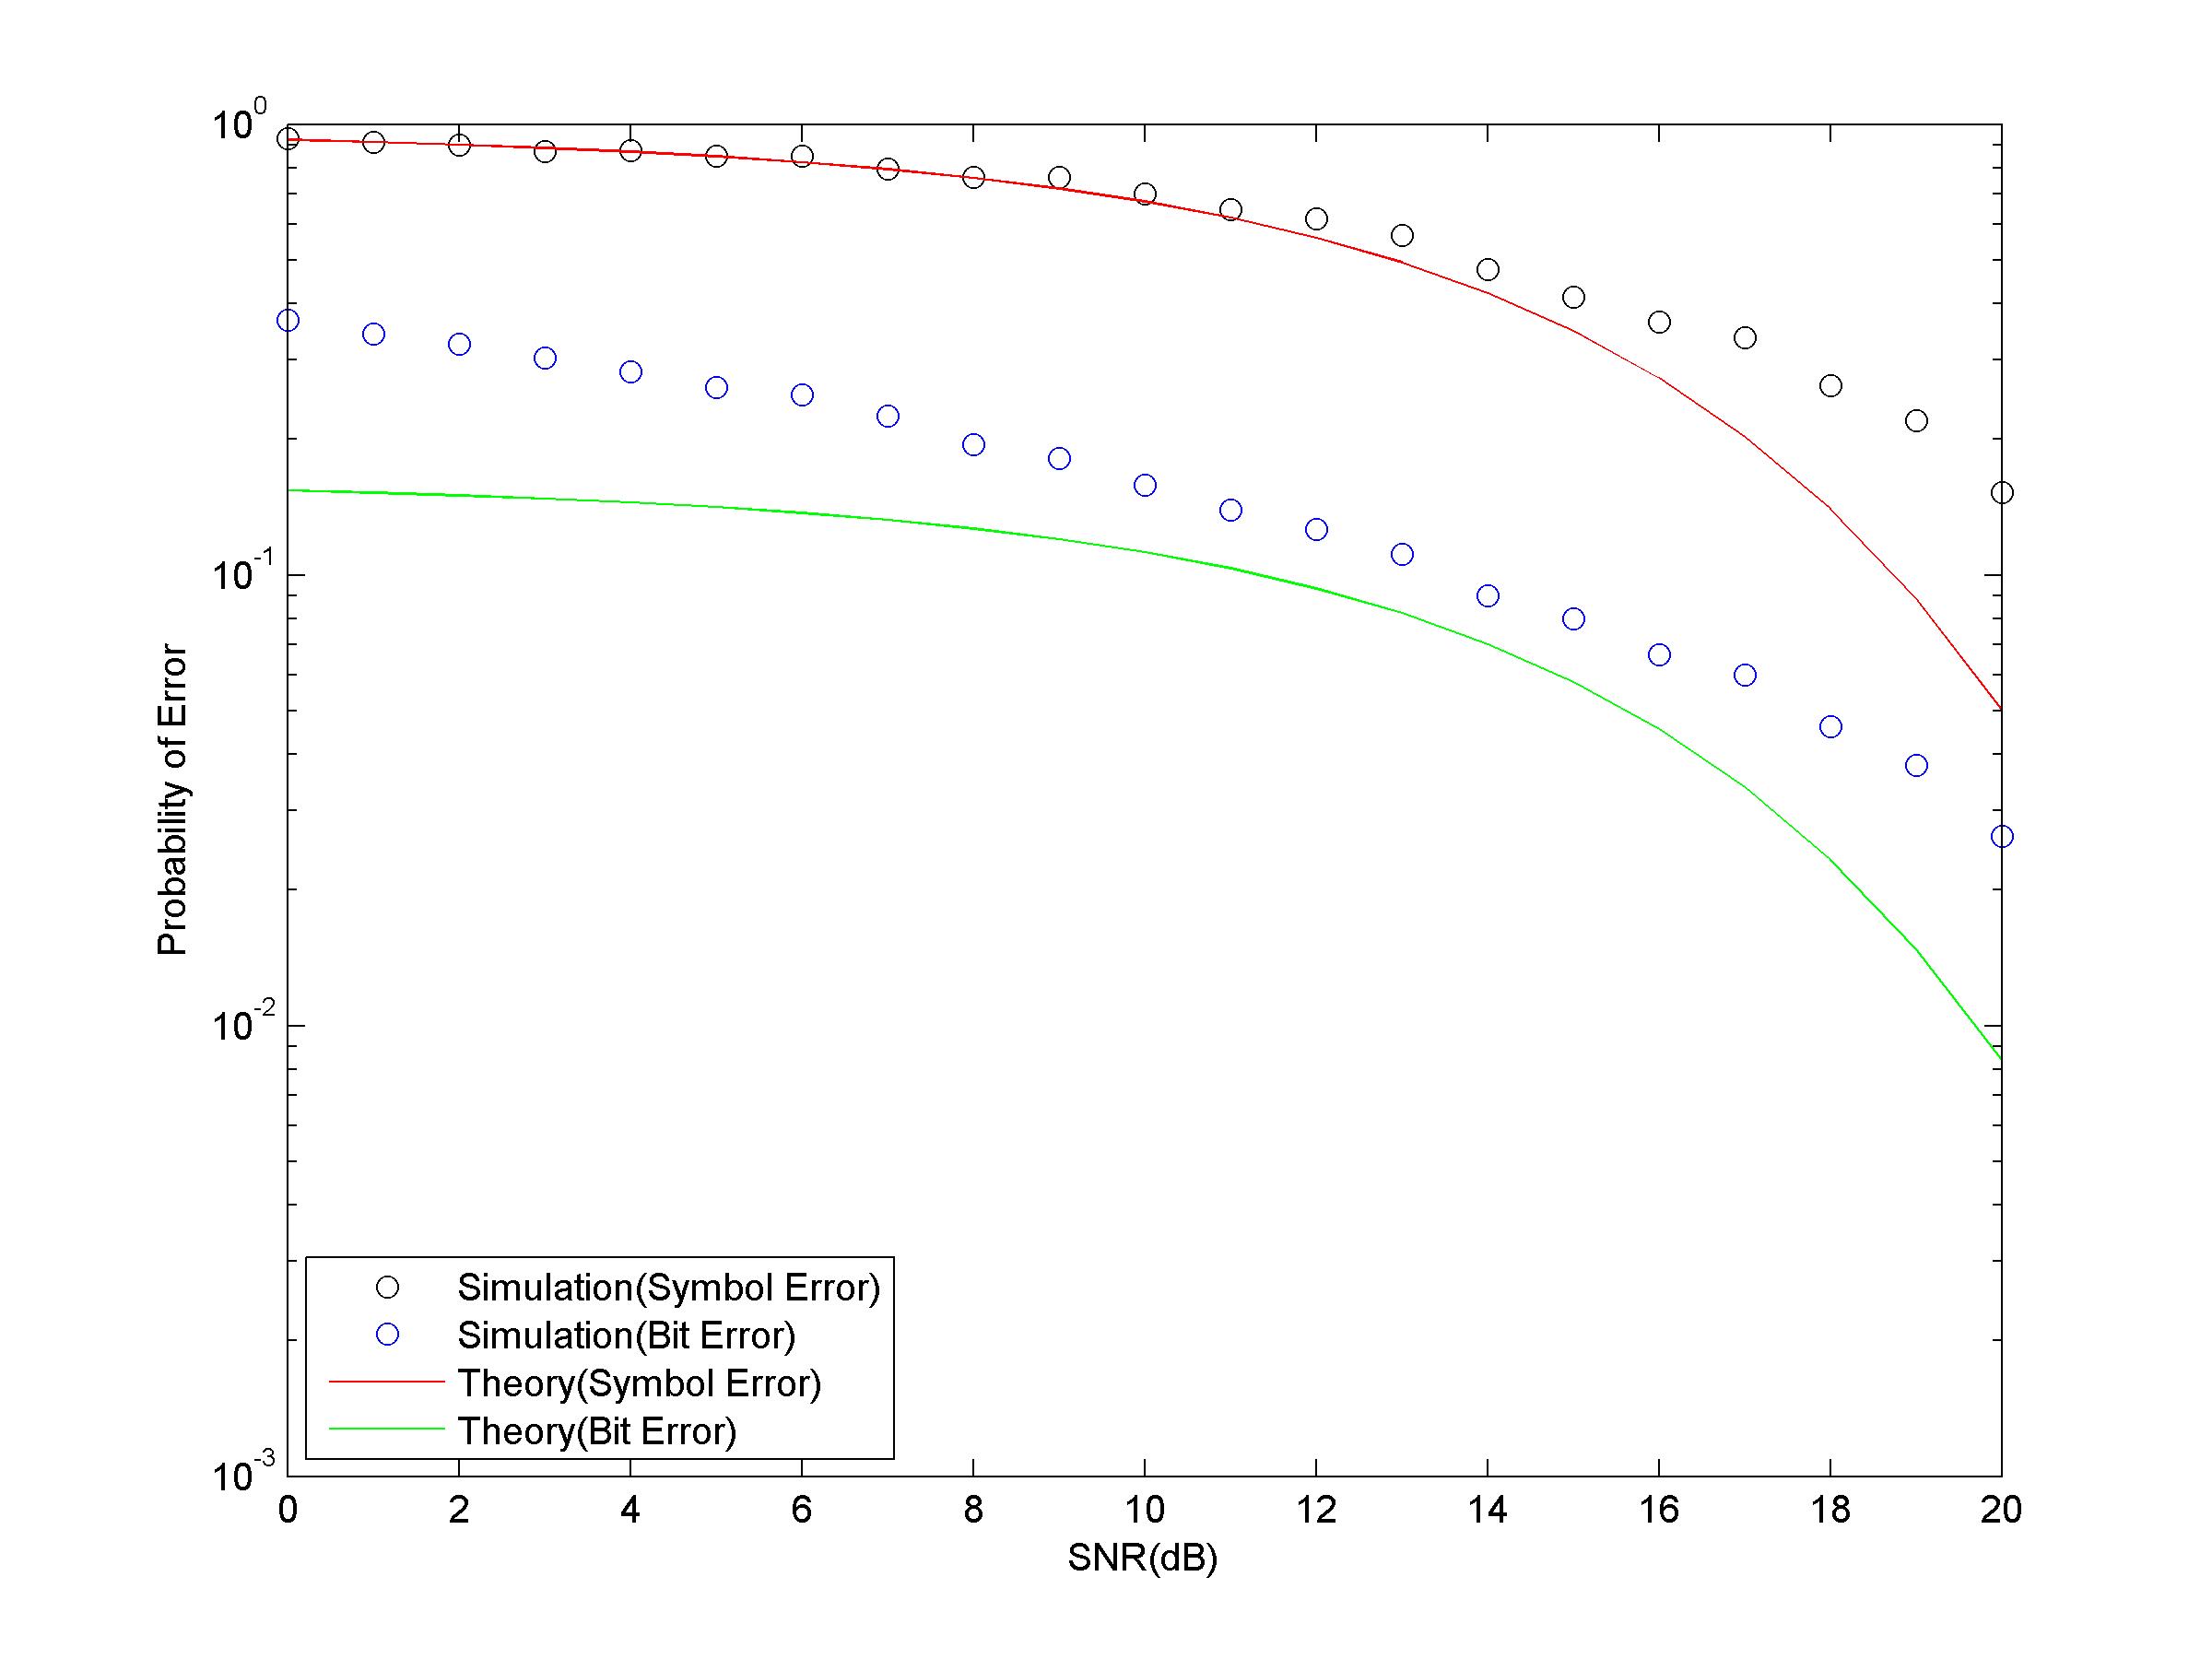 10^0
10^-1
10^-2
10^-3
Probability of Error
Simulation(Symbol Error)
Simulation(Bit Error)
Theory(Symbol Error)
Theory(Bit Error)
0 2 4 6 8 10 12 14 16 18 20
SNR(dB)